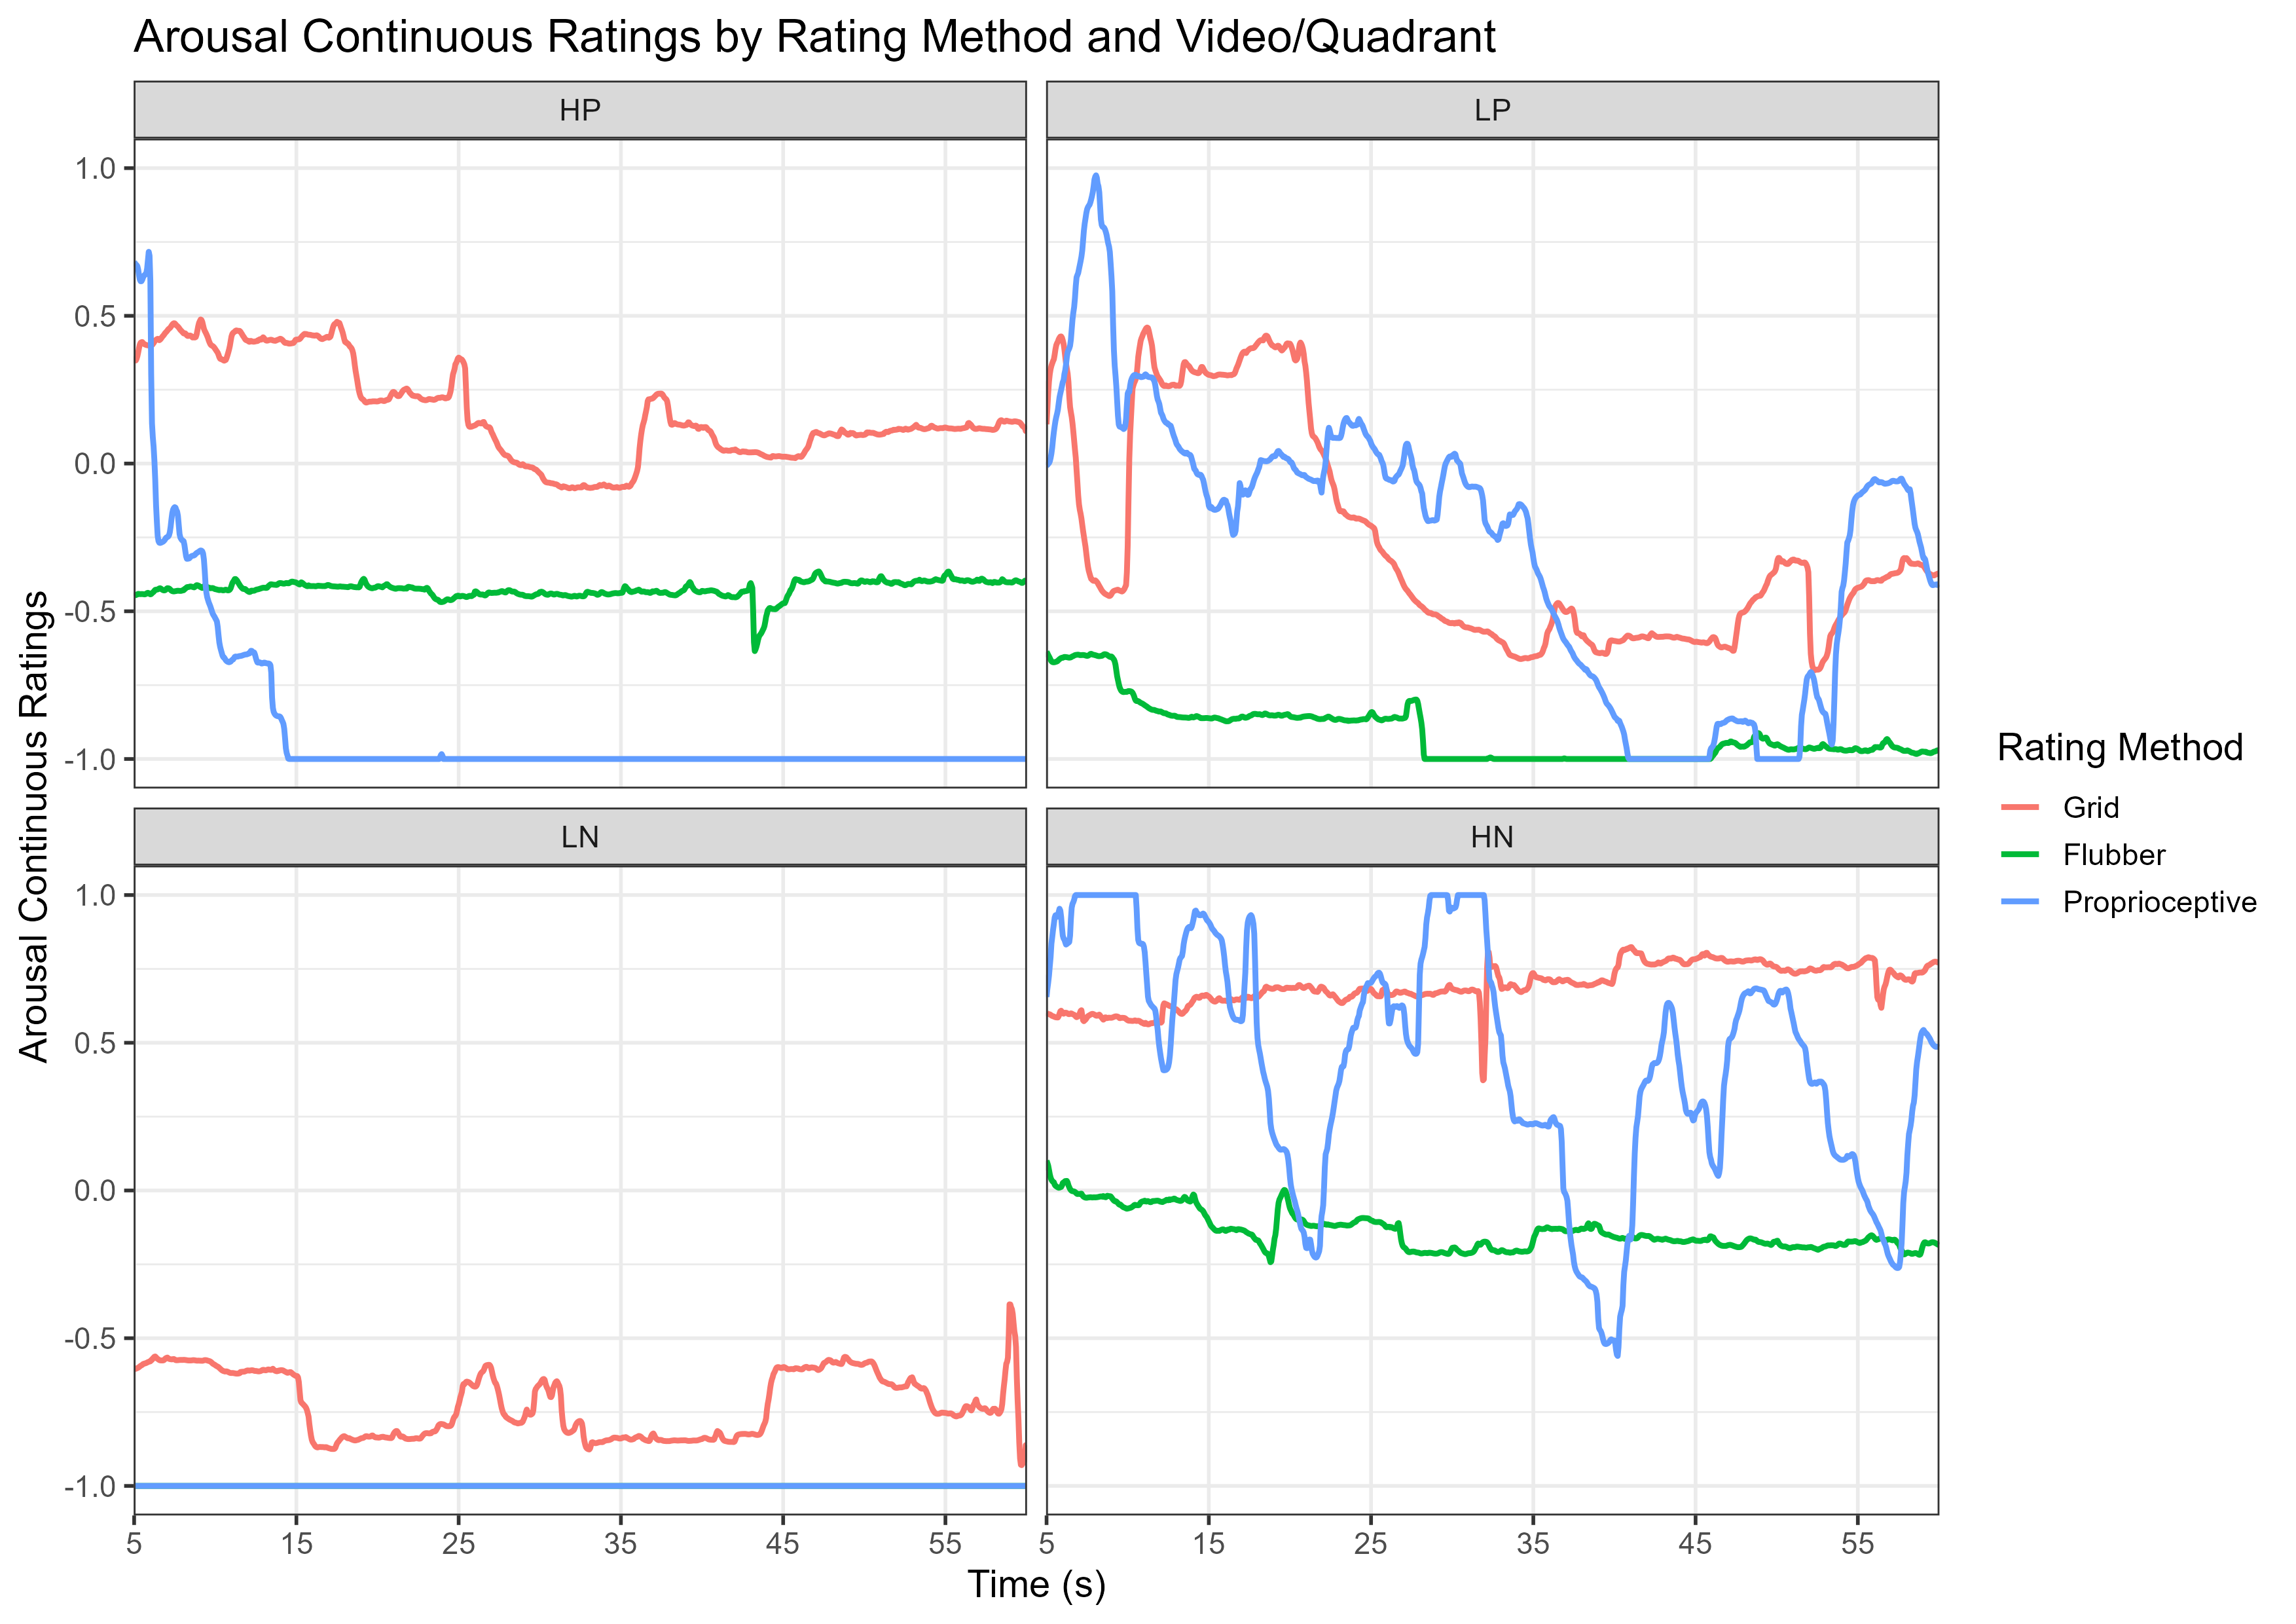 Arousal Continuous Ratings by Rating Method and Video/Quadrant
HP
LP
1.0
0.5
0.0
-0.5
-1.0
LN
HN
1.0
0.5
0.0
-0.5
-1.0
5 15 25 35 45 55
5 15 25 35 45 55
Time (s)
Arousal Continuous Ratings
Rating Method
Grid
Flubber
Proprioceptive